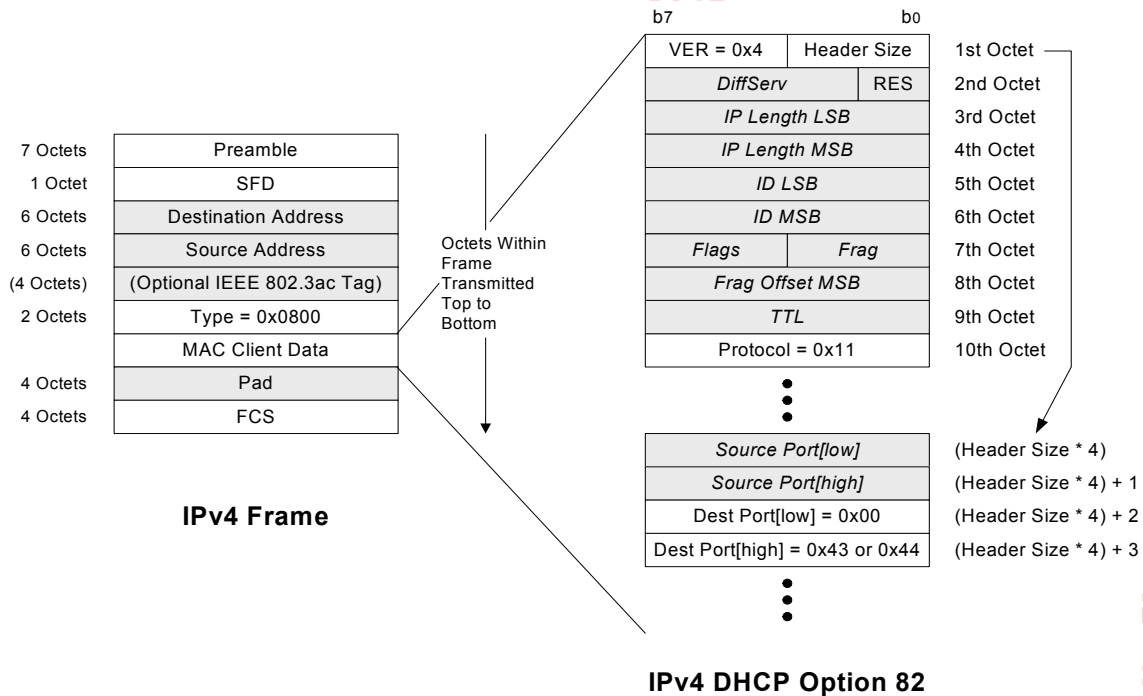 b7 b0
VER = 0x4 Header Size 1st Octet
DiffServ RES 2nd Octet
IP Length LSB 3rd Octet
IP Length MSB 4th Octet
ID LSB 5th Octet
ID MSB 6th Octet
Flags Frag 7th Octet
Frag Offset MSB 8th Octet
TTL 9th Octet
Protocol = 0x11 10th Octet
Source Port[low] (Header Size * 4)
Source Port[high] (Header Size * 4) + 1
Dest Port[low] = 0x00 (Header Size * 4) + 2
Dest Port[high] = 0x43 or 0x44 (Header Size * 4) + 3
IPv4 DHCP Option 82
7 Octets Preamble
1 Octet SFD
6 Octets Destination Address
6 Octets Source Address
(4 Octets) (Optional IEEE 802.3ac Tag)
2 Octets Type = 0x0800
MAC Client Data
4 Octets Pad
4 Octets FCS
Octets Within
Frame
Transmitted
Top to
Bottom
IPv4 Frame